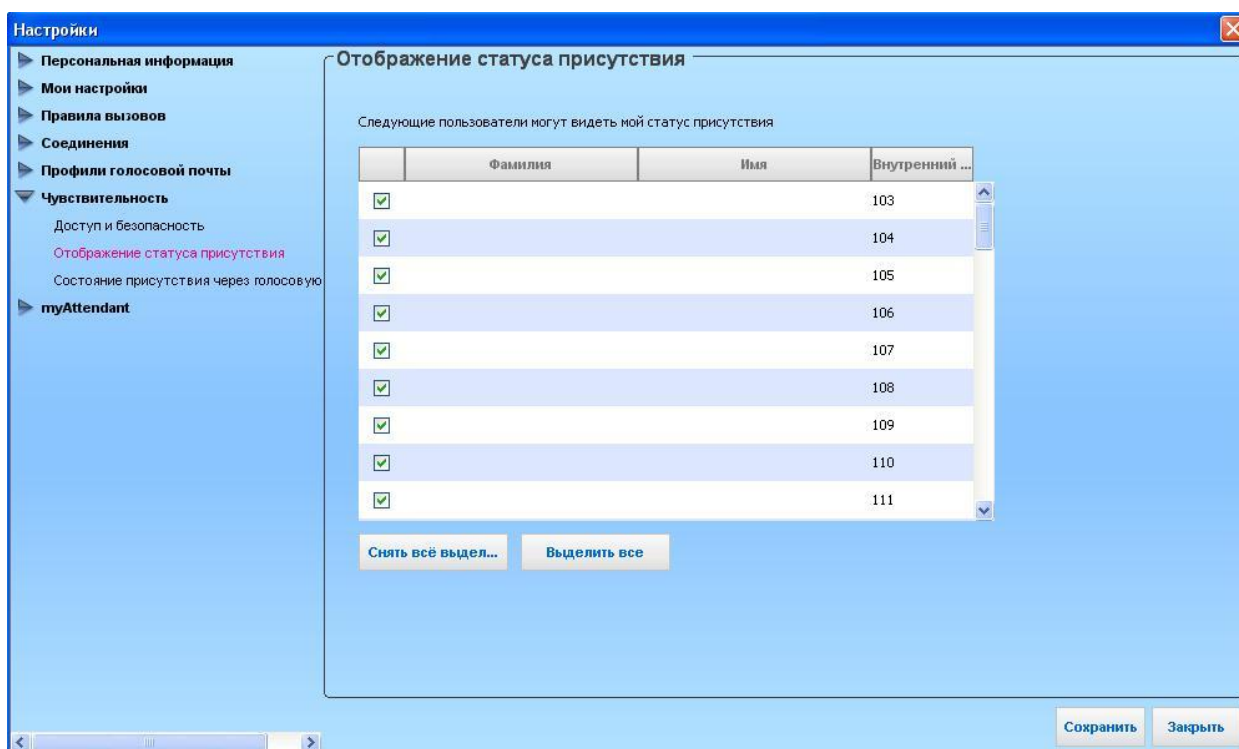 Настройки
Персональная информация
Мои настройки
Правила вызовов
Соединения
Профили голосовой почты
Чувствительность
Доступ и безопасность
Отображение статуса присутствия
Состояние присутствия через голосовую
myAttendant
Отображение статуса присутствия
Следующие пользователи могут видеть мой статус присутствия
Фамилия Имя Внутренний ...
103
104
105
106
107
108
109
110
111
Снять всё выдел... Выделить все
Сохранить Закрыть